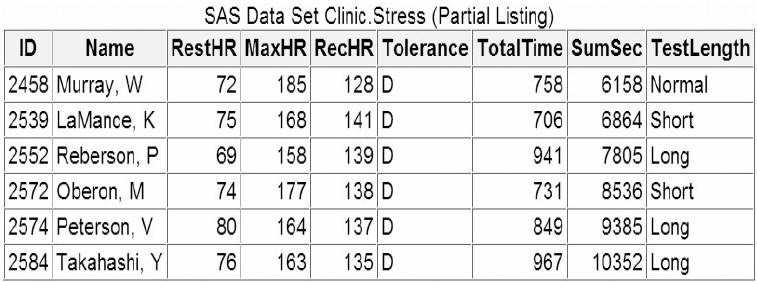 SAS Data Set Clinic.Stress (Partial Listing)
ID Name RestHR MaxHR RecHR Tolerance TotalTime SumSec TestLength
2458 Murray, W 72 185 128 D 758 6158 Normal
2539 LaMance, K 75 168 141 D 706 6864 Short
2552 Reberson, P 69 158 139 D 941 7805 Long
2572 Oberon, M 74 177 138 D 731 8536 Short
2574 Peterson, V 80 164 137 D 849 9385 Long
2584 Takahashi, Y 76 163 135 D 967 10352 Long